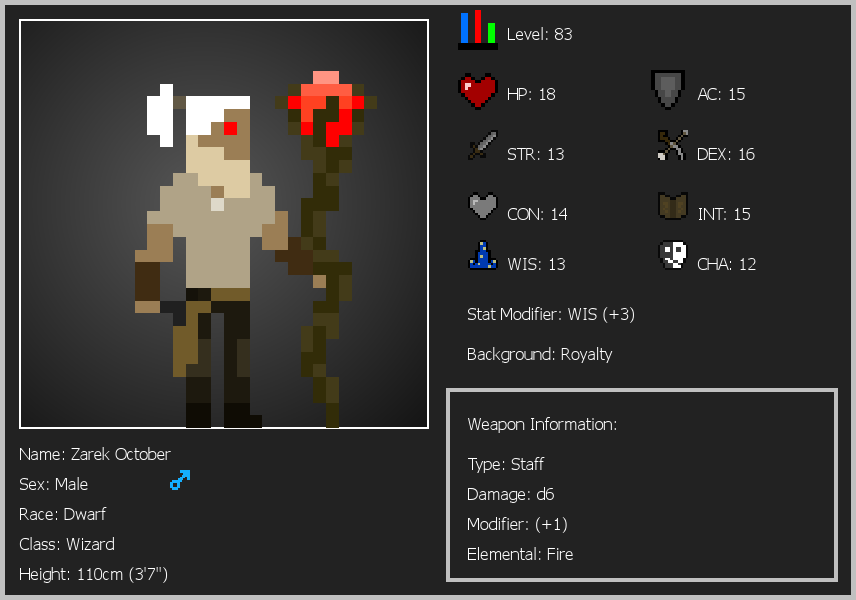 Level: 83
HP: 18
AC: 15
STR: 13
DEX: 16
CON: 14
INT: 15
WIS: 13
CHA: 12
Stat Modifier: WIS (+3)
Background: Royalty
Weapon Information:
Type: Staff
Damage: d6
Modifier: (+1)
Elemental: Fire
Name: Zarek October
Sex: Male
Race: Dwarf
Class: Wizard
Height: 110cm (3'7")